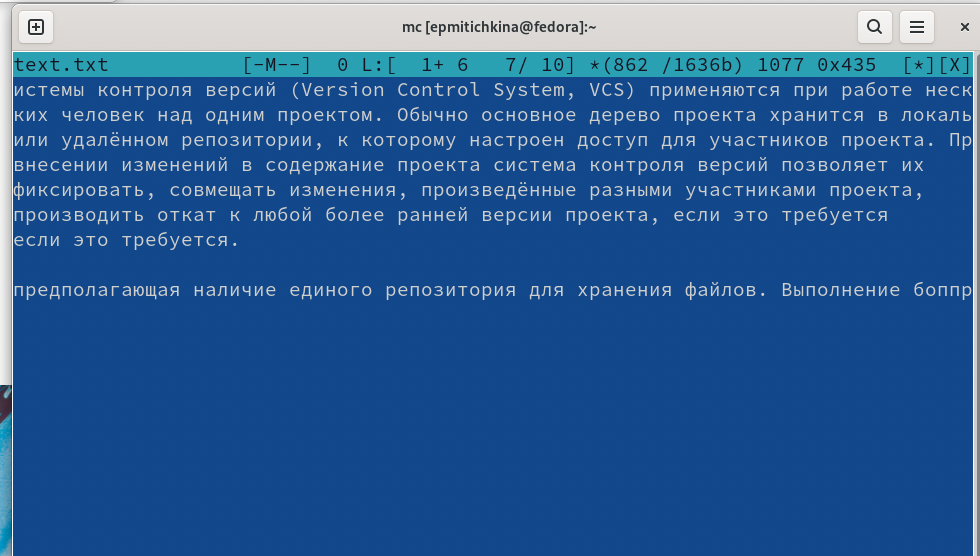 mc [epmitichkina@fedora]:~
text.txt [-M--] 0 L:[ 1+ 6 7/ 10] *(862 /1636b) 1077 0x435 [*][X]
истемы контроля версий (Version Control System, VCS) применяются при работе неск
ких человек над одним проектом. Обычно основное дерево проекта хранится в локаль
или удалённом репозитории, к которому настроен доступ для участников проекта. Пр
внесении изменений в содержание проекта система контроля версий позволяет их
фиксировать, совмещать изменения, произведённые разными участниками проекта,
производить откат к любой более ранней версии проекта, если это требуется
если это требуется.
предполагающая наличие единого репозитория для хранения файлов. Выполнение боппр